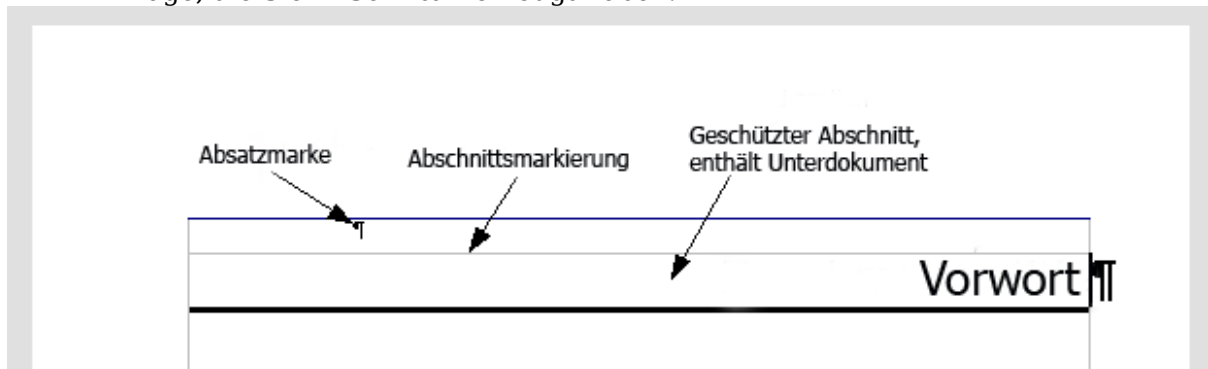 Absatzmarke
Abschnittsmarkierung
Geschützter Abschnitt,
enthält Unterdokument
¶
Vorwort¶